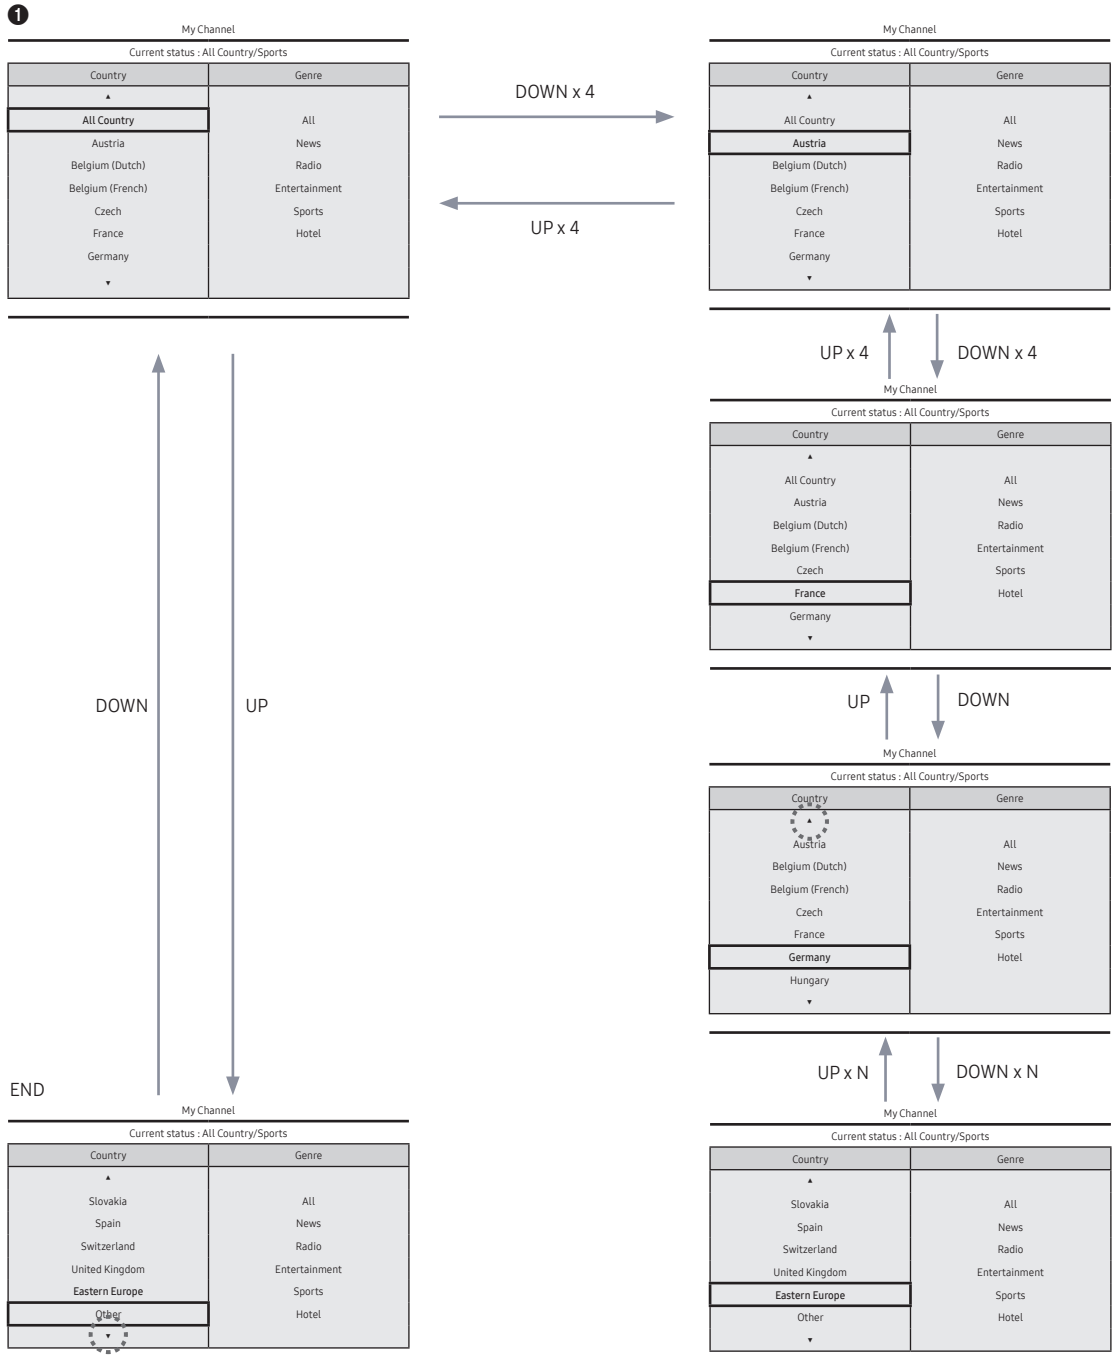 1
My Channel
Current status : All Country/Sports
Country Genre
▲
All Country All
Austria News
Belgium (Dutch) Radio
Belgium (French) Entertainment
Czech Sports
France Hotel
Germany
▼
DOWN x 4
UP x 4
My Channel
Current status : All Country/Sports
Country Genre
▲
All Country All
Austria News
Belgium (Dutch) Radio
Belgium (French) Entertainment
Czech Sports
France Hotel
Germany
▼
UP x 4 DOWN x 4
My Channel
Current status : All Country/Sports
Country Genre
▲
All Country All
Austria News
Belgium (Dutch) Radio
Belgium (French) Entertainment
Czech Sports
France Hotel
Germany
▼
DOWN UP
UP DOWN
My Channel
Current status : All Country/Sports
Country Genre
▲
Austria All
Belgium (Dutch) News
Belgium (French) Radio
Czech Entertainment
France Sports
Germany Hotel
Hungary
▼
UP x N DOWN x N
END
My Channel
Current status : All Country/Sports
Country Genre
▲
Slovakia All
Spain News
Switzerland Radio
United Kingdom Entertainment
Eastern Europe Sports
Other Hotel
▼
My Channel
Current status : All Country/Sports
Country Genre
▲
Slovakia All
Spain News
Switzerland Radio
United Kingdom Entertainment
Eastern Europe Sports
Other Hotel
▼